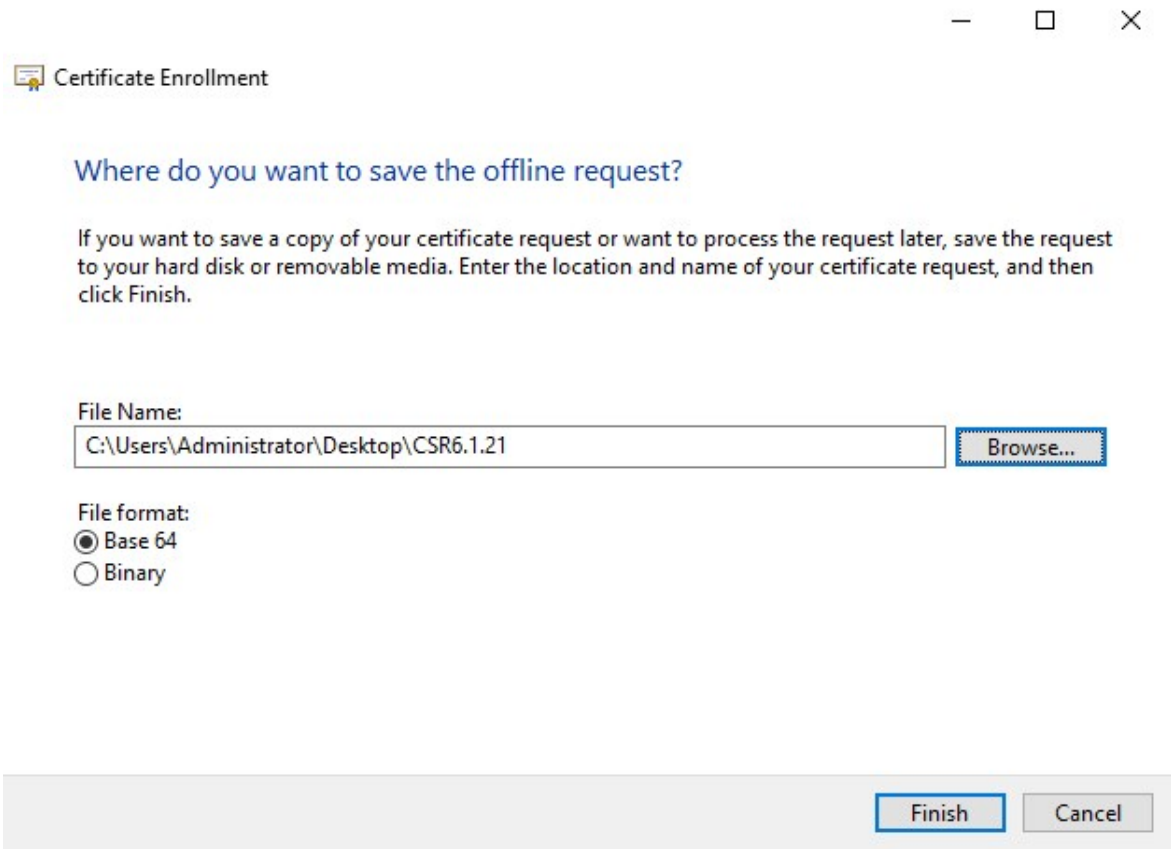 Certificate Enrollment
Where do you want to save the offline request?
If you want to save a copy of your certificate request or want to process the request later, save the request
to your hard disk or removable media. Enter the location and name of your certificate request, and then
click Finish.
File Name:
C:\Users\Administrator\Desktop\CSR6.1.21
Browse...
File format:
Base 64
Binary
Finish
Cancel